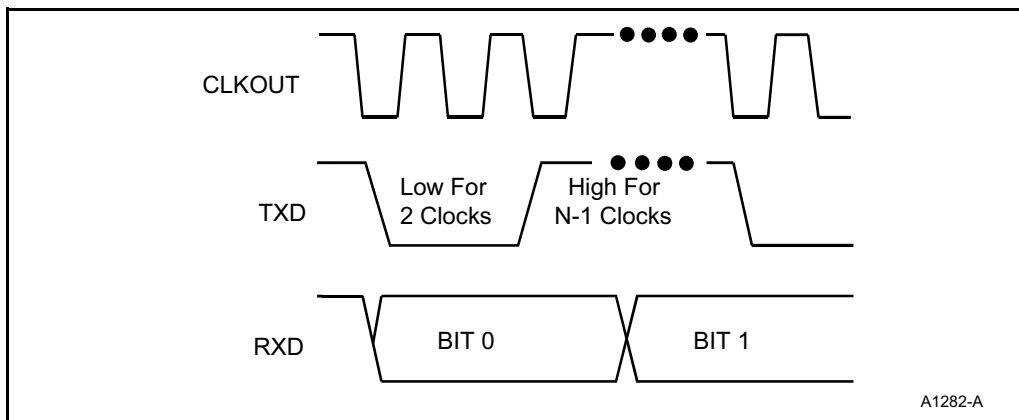 CLKOUT
TXD
Low For
2 Clocks
High For
N-1 Clocks
RXD
BIT 0
BIT 1
A1282-A